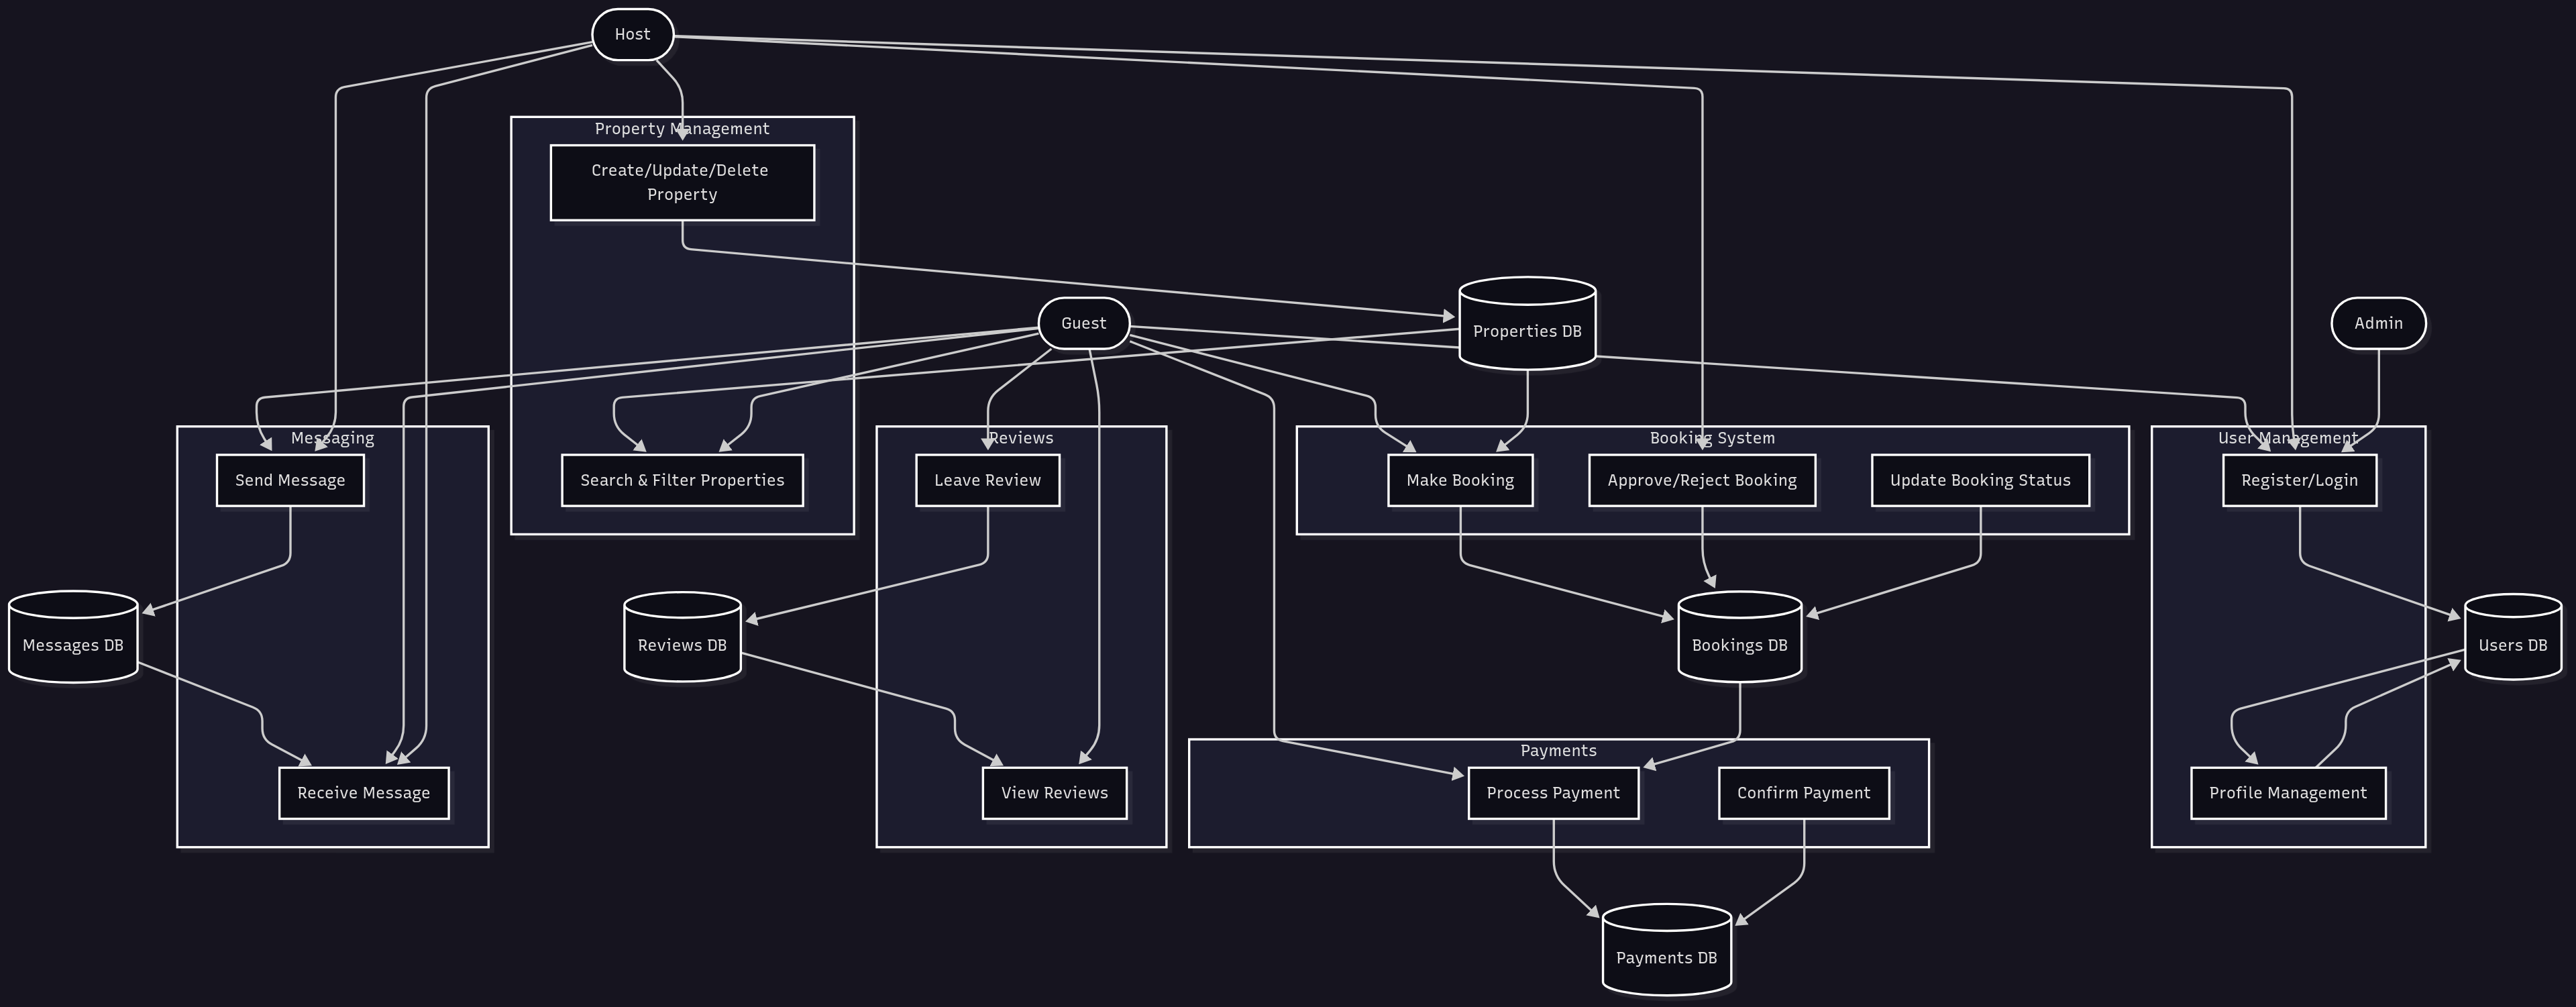 Host
Property Management
Create/Update/Delete
Property
Guest
Properties DB
Admin
Messaging
Reviews
Booking System
User Management
Send Message
Search & Filter Properties
Leave Review
Make Booking
Approve/Reject Booking
Update Booking Status
Register/Login
Messages DB
Reviews DB
Bookings DB
Users DB
Payments
Receive Message
View Reviews
Process Payment
Confirm Payment
Profile Management
Payments DB